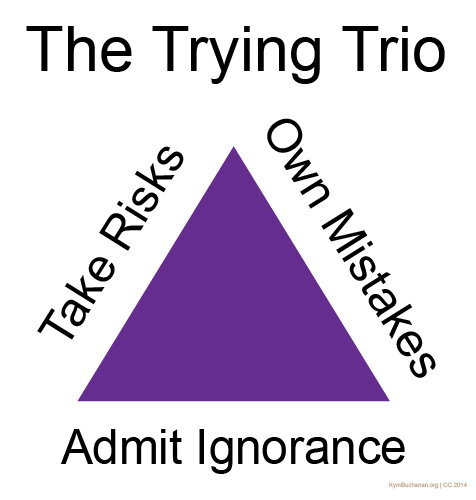 The Trying Trio
Take Risks
Own Mistakes
Admit Ignorance
KymBuchanan.org | CC 2014